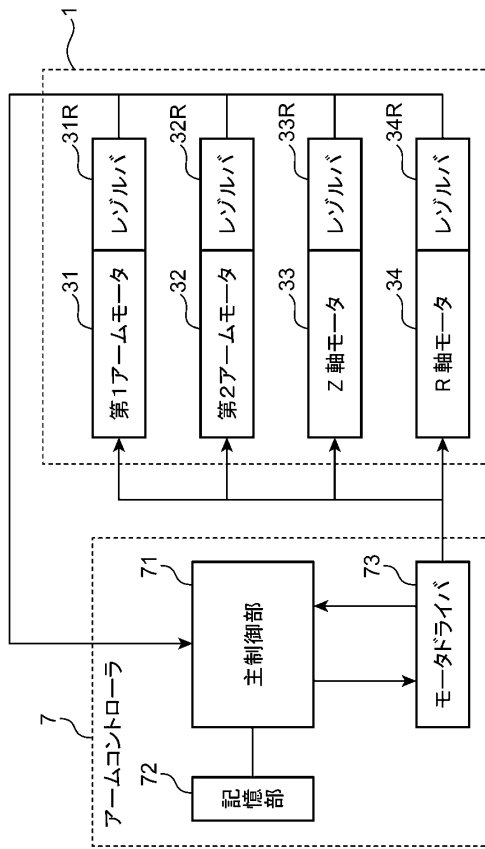 7
アームコントローラ
72
記憶部
71
主制御部
73
モータドライバ
1
31
第1アームモータ
31R
レゾルバ
32
第2アームモータ
32R
レゾルバ
33
Z軸モータ
33R
レゾルバ
34
R軸モータ
34R
レゾルバ